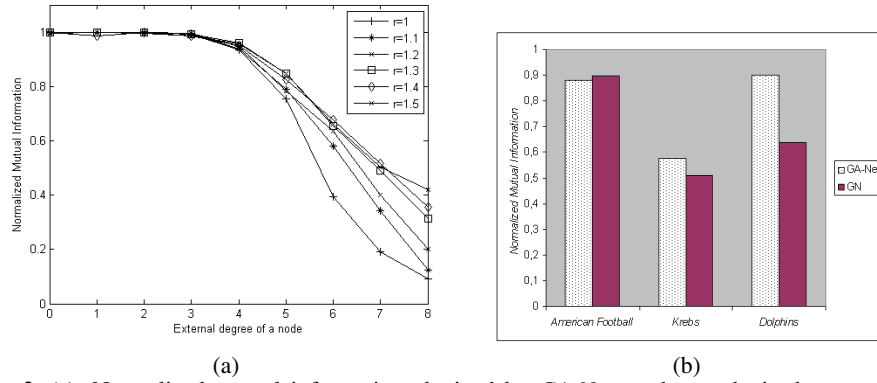 1
0.8
0.6
0.4
0.2
0
0 1 2 3 4 5 6 7 8
Normalized Mutual Information
External degree of a node
r=1
r=1.1
r=1.2
r=1.3
r=1.4
r=1.5
(a)
1
0,9
0,8
0,7
0,6
0,5
0,4
0,3
0,2
0,1
0
Normalized Mutual Information
American Football Krebs Dolphins
GA-Ne
GN
(b)